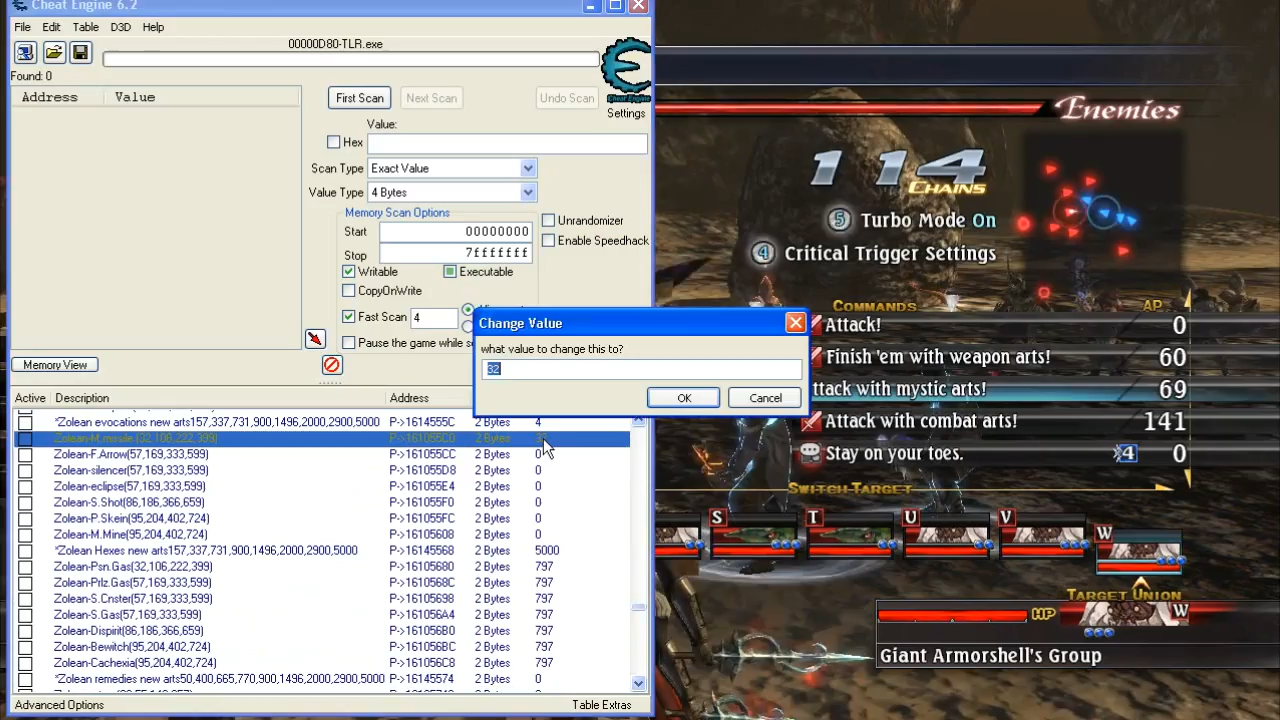 Cheat Engine 6.2
File Edit Table D3D Help
00000D80-TLR.exe
Found: 0
Address Value
First Scan Next Scan Undo Scan
Cheat Engine
Settings
Value:
Hex
Scan Type Exact Value
Value Type 4 Bytes
Memory Scan Options
Start 00000000
Stop 7fffffff
Unrandomizer
Enable Speedhack
Writable Executable
CopyOnWrite
Fast Scan 4
Pause the game while
Memory View
Change Value
what value to change this to?
32
OK Cancel
Active Description Address
*Zolean evocations new arts157,337,731,900,1496,2000,2900,5000 P->1614555C 2 Bytes 4
Zolean-M.missile.(32,106,222,399) P->161055C0 2 Bytes
Zolean-F.Arrow(57,169,333,599) P->161055CC 2 Bytes 0
Zolean-silencer(57,169,333,599) P->161055D8 2 Bytes 0
Zolean-eclipse(57,169,333,599) P->161055E4 2 Bytes 0
Zolean-S.Shot(86,186,366,659) P->161055F0 2 Bytes 0
Zolean-P.Skein(95,204,402,724) P->161055FC 2 Bytes 0
Zolean-M.Mine(95,204,402,724) P->16105608 2 Bytes 0
*Zolean Hexes new arts157,337,731,900,1496,2000,2900,5000 P->16145568 2 Bytes 5000
Zolean-Psn.Gas(32,106,222,399) P->16105680 2 Bytes 797
Zolean-Prlz.Gas(57,169,333,599) P->1610568C 2 Bytes 797
Zolean-S.Cnster(57,169,333,599) P->16105698 2 Bytes 797
Zolean-S.Gas(57,169,333,599) P->161056A4 2 Bytes 797
Zolean-Dispirit(86,186,366,659) P->161056B0 2 Bytes 797
Zolean-Bewitch(95,204,402,724) P->161056BC 2 Bytes 797
Zolean-Cachexia(95,204,402,724) P->161056C8 2 Bytes 797
*Zolean remedies new arts50,400,665,770,900,1496,2300,5000 P->16145574 2 Bytes 0
Advanced Options Table Extras
Enemies
114
CHAINS
5 Turbo Mode On
4 Critical Trigger Settings
COMMANDS AP
Attack! 0
Finish 'em with weapon arts! 60
ttack with mystic arts! 69
Attack with combat arts! 141
Stay on your toes. x4 0
SWITCH TARGET
S T U V W
TARGET UNION
HP W
Giant Armorshell's Group